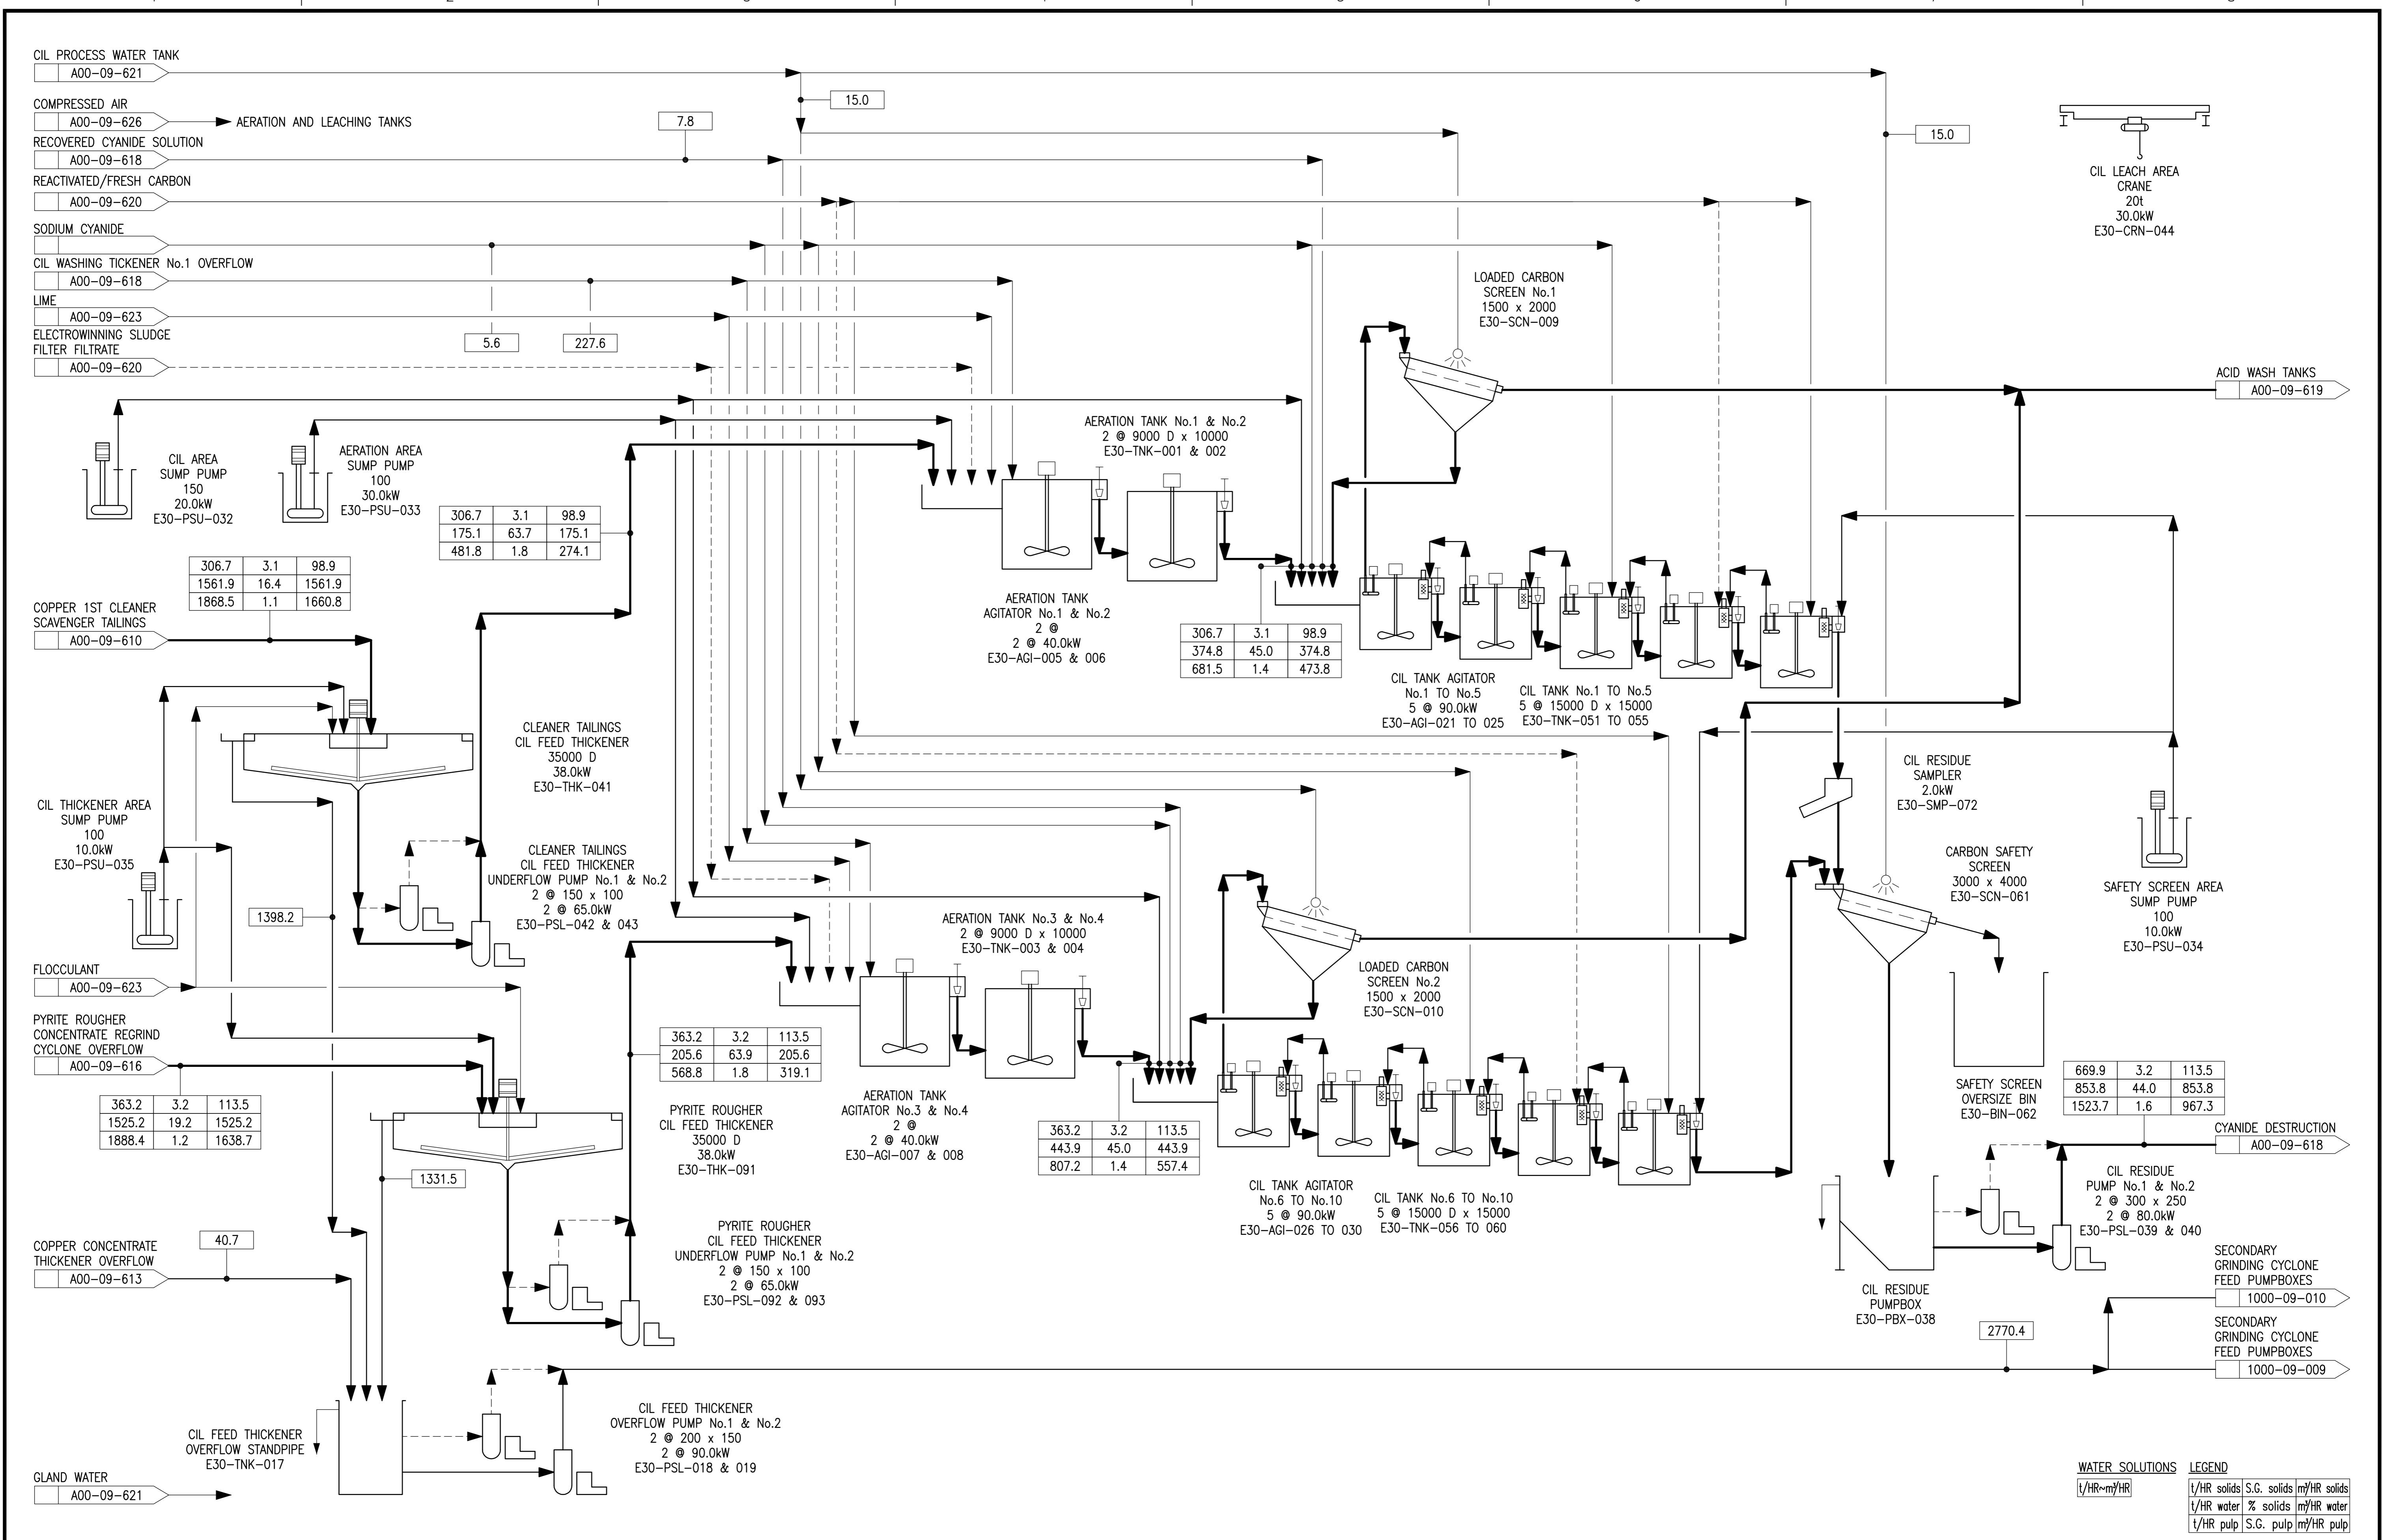 CIL PROCESS WATER TANK
A00-09-621
COMPRESSED AIR
A00-09-626
AERATION AND LEACHING TANKS
RECOVERED CYANIDE SOLUTION
A00-09-618
REACTIVATED/FRESH CARBON
A00-09-620
SODIUM CYANIDE
CIL WASHING TICKENER No.1 OVERFLOW
A00-09-618
LIME
A00-09-623
ELECTROWINNING SLUDGE
FILTER FILTRATE
A00-09-620
15.0
7.8
15.0
5.6
227.6
CIL LEACH AREA
CRANE
20t
30.0kW
E30-CRN-044
LOADED CARBON
SCREEN No.1
1500 x 2000
E30-SCN-009
ACID WASH TANKS
A00-09-619
CIL AREA
SUMP PUMP
150
20.0kW
E30-PSU-032
AERATION AREA
SUMP PUMP
100
30.0kW
E30-PSU-033
AERATION TANK No.1 & No.2
2 @ 9000 D x 10000
E30-TNK-001 & 002
306.7 3.1 98.9
175.1 63.7 175.1
481.8 1.8 274.1
306.7 3.1 98.9
1561.9 16.4 1561.9
1868.5 1.1 1660.8
COPPER 1ST CLEANER
SCAVENGER TAILINGS
A00-09-610
AERATION TANK
AGITATOR No.1 & No.2
2 @
2 @ 40.0kW
E30-AGI-005 & 006
306.7 3.1 98.9
374.8 45.0 374.8
681.5 1.4 473.8
CIL TANK AGITATOR
No.1 TO No.5
5 @ 90.0kW
E30-AGI-021 TO 025
CIL TANK No.1 TO No.5
5 @ 15000 D x 15000
E30-TNK-051 TO 055
CLEANER TAILINGS
CIL FEED THICKENER
35000 D
38.0kW
E30-THK-041
CIL RESIDUE
SAMPLER
2.0kW
E30-SMP-072
CIL THICKENER AREA
SUMP PUMP
100
10.0kW
E30-PSU-035
CLEANER TAILINGS
CIL FEED THICKENER
UNDERFLOW PUMP No.1 & No.2
2 @ 150 x 100
2 @ 65.0kW
E30-PSL-042 & 043
CARBON SAFETY
SCREEN
3000 x 4000
E30-SCN-061
SAFETY SCREEN AREA
SUMP PUMP
100
10.0kW
E30-PSU-034
1398.2
AERATION TANK No.3 & No.4
2 @ 9000 D x 10000
E30-TNK-003 & 004
LOADED CARBON
SCREEN No.2
1500 x 2000
E30-SCN-010
FLOCCULANT
A00-09-623
PYRITE ROUGHER
CONCENTRATE REGRIND
CYCLONE OVERFLOW
A00-09-616
363.2 3.2 113.5
1525.2 19.2 1525.2
1888.4 1.2 1638.7
363.2 3.2 113.5
205.6 63.9 205.6
568.8 1.8 319.1
PYRITE ROUGHER
CIL FEED THICKENER
35000 D
38.0kW
E30-THK-091
AERATION TANK
AGITATOR No.3 & No.4
2 @
2 @ 40.0kW
E30-AGI-007 & 008
363.2 3.2 113.5
443.9 45.0 443.9
807.2 1.4 557.4
SAFETY SCREEN
OVERSIZE BIN
E30-BIN-062
669.9 3.2 113.5
853.8 44.0 853.8
1523.7 1.6 967.3
CYANIDE DESTRUCTION
A00-09-618
1331.5
CIL TANK AGITATOR
No.6 TO No.10
5 @ 90.0kW
E30-AGI-026 TO 030
CIL TANK No.6 TO No.10
5 @ 15000 D x 15000
E30-TNK-056 TO 060
CIL RESIDUE
PUMP No.1 & No.2
2 @ 300 x 250
2 @ 80.0kW
E30-PSL-039 & 040
COPPER CONCENTRATE
THICKENER OVERFLOW
A00-09-613
40.7
PYRITE ROUGHER
CIL FEED THICKENER
UNDERFLOW PUMP No.1 & No.2
2 @ 150 x 100
2 @ 65.0kW
E30-PSL-092 & 093
CIL RESIDUE
PUMPBOX
E30-PBX-038
SECONDARY
GRINDING CYCLONE
FEED PUMPBOXES
1000-09-010
2770.4
SECONDARY
GRINDING CYCLONE
FEED PUMPBOXES
1000-09-009
CIL FEED THICKENER
OVERFLOW STANDPIPE
E30-TNK-017
CIL FEED THICKENER
OVERFLOW PUMP No.1 & No.2
2 @ 200 x 150
2 @ 90.0kW
E30-PSL-018 & 019
GLAND WATER
A00-09-621
WATER SOLUTIONS
t/HR~m³/HR
LEGEND
t/HR solids S.G. solids m³/HR solids
t/HR water % solids m³/HR water
t/HR pulp S.G. pulp m³/HR pulp